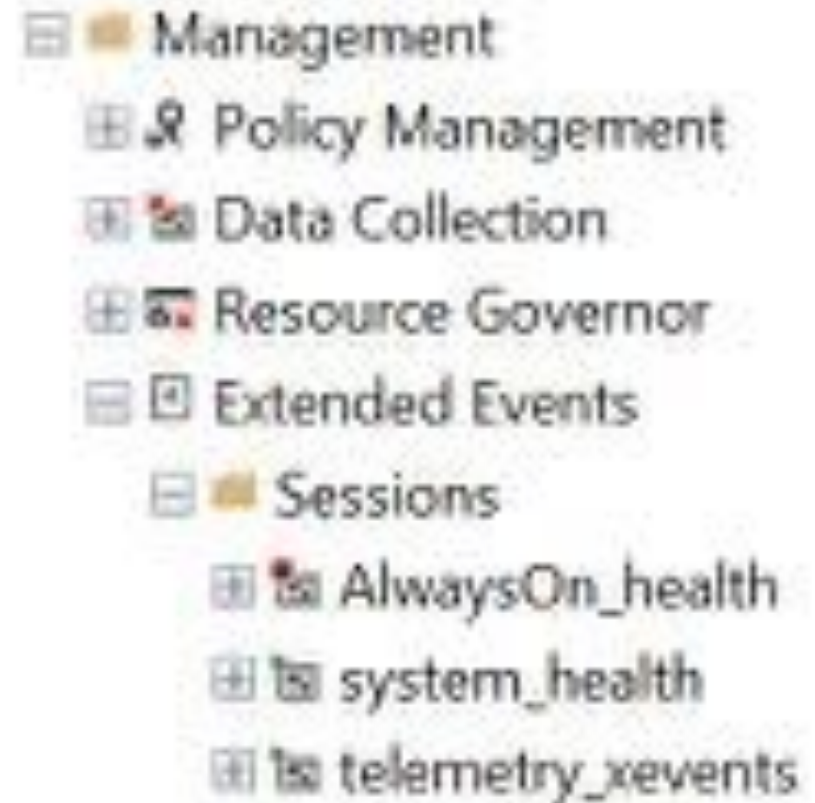 Management
Policy Management
Data Collection
Resource Governor
Extended Events
Sessions
AlwaysOn_health
system_health
telemetry_xevents